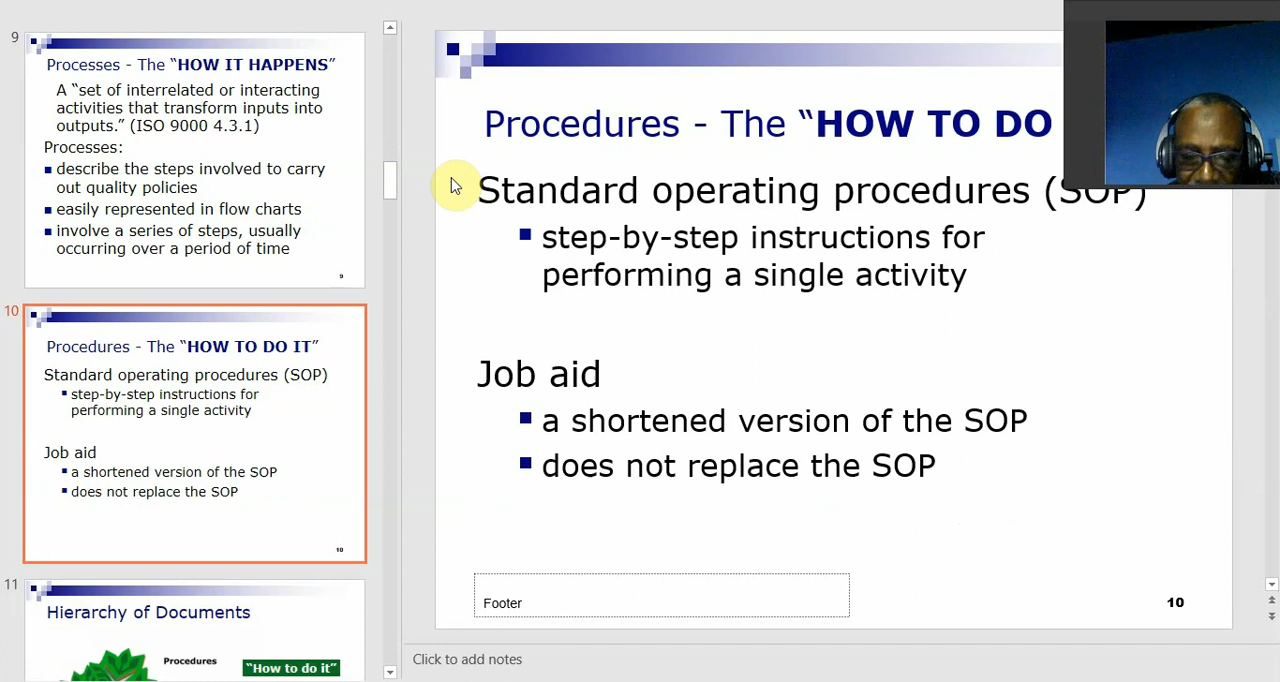 9
Processes - The “HOW IT HAPPENS”
A “set of interrelated or interacting
activities that transform inputs into
outputs.” (ISO 9000 4.3.1)
Processes:
describe the steps involved to carry
out quality policies
easily represented in flow charts
involve a series of steps, usually
occurring over a period of time
9
10
Procedures - The “HOW TO DO IT”
Standard operating procedures (SOP)
step-by-step instructions for
performing a single activity
Job aid
a shortened version of the SOP
does not replace the SOP
10
11
Hierarchy of Documents
Procedures
“How to do it”
Procedures - The “HOW TO DO
Standard operating procedures (SOP)
step-by-step instructions for
performing a single activity
Job aid
a shortened version of the SOP
does not replace the SOP
Footer
10
Click to add notes